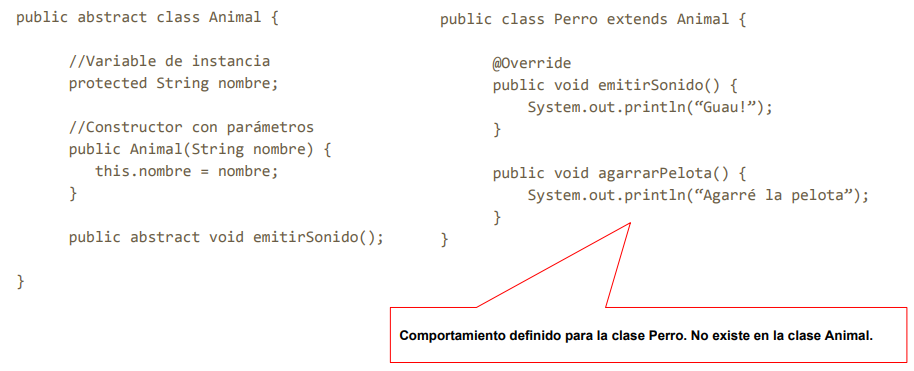 public abstract class Animal {
//Variable de instancia
protected String nombre;
//Constructor con parámetros
public Animal(String nombre) {
this.nombre = nombre;
}
public abstract void emitirSonido();
}
public class Perro extends Animal {
@Override
public void emitirSonido() {
System.out.println(“Guau!”);
}
public void agarrarPelota() {
System.out.println(“Agarré la pelota”);
}
}
Comportamiento definido para la clase Perro. No existe en la clase Animal.